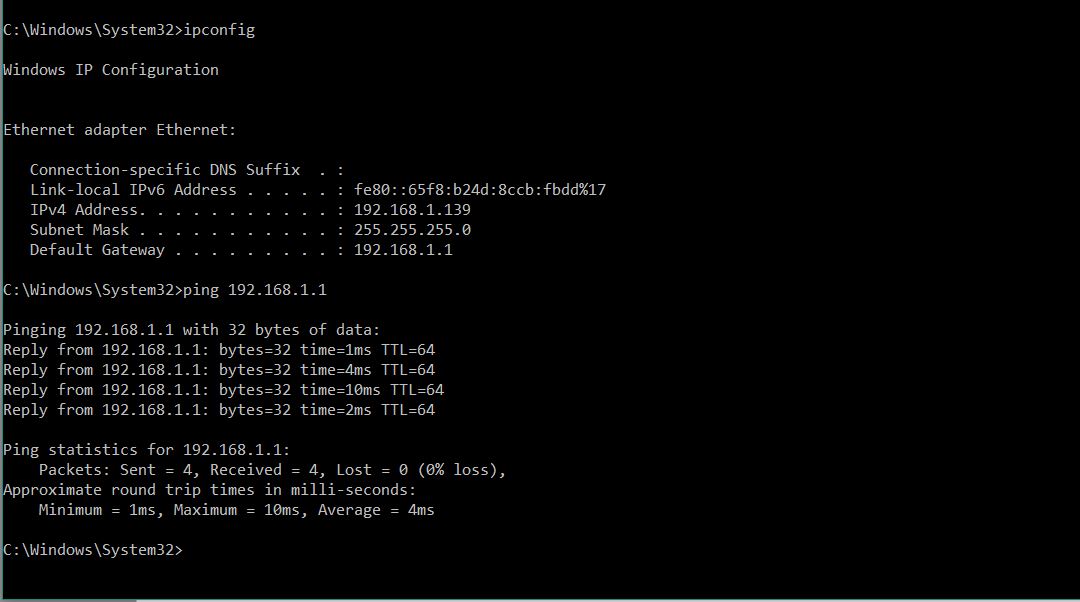 C:\Windows\System32>ipconfig
Windows IP Configuration
Ethernet adapter Ethernet:
   Connection-specific DNS Suffix  . :
   Link-local IPv6 Address . . . . . : fe80::65f8:b24d:8ccb:fbdd%17
   IPv4 Address. . . . . . . . . . . : 192.168.1.139
   Subnet Mask . . . . . . . . . . . : 255.255.255.0
   Default Gateway . . . . . . . . . : 192.168.1.1
C:\Windows\System32>ping 192.168.1.1
Pinging 192.168.1.1 with 32 bytes of data:
Reply from 192.168.1.1: bytes=32 time=1ms TTL=64
Reply from 192.168.1.1: bytes=32 time=4ms TTL=64
Reply from 192.168.1.1: bytes=32 time=10ms TTL=64
Reply from 192.168.1.1: bytes=32 time=2ms TTL=64
Ping statistics for 192.168.1.1:
    Packets: Sent = 4, Received = 4, Lost = 0 (0% loss),
Approximate round trip times in milli-seconds:
    Minimum = 1ms, Maximum = 10ms, Average = 4ms
C:\Windows\System32>